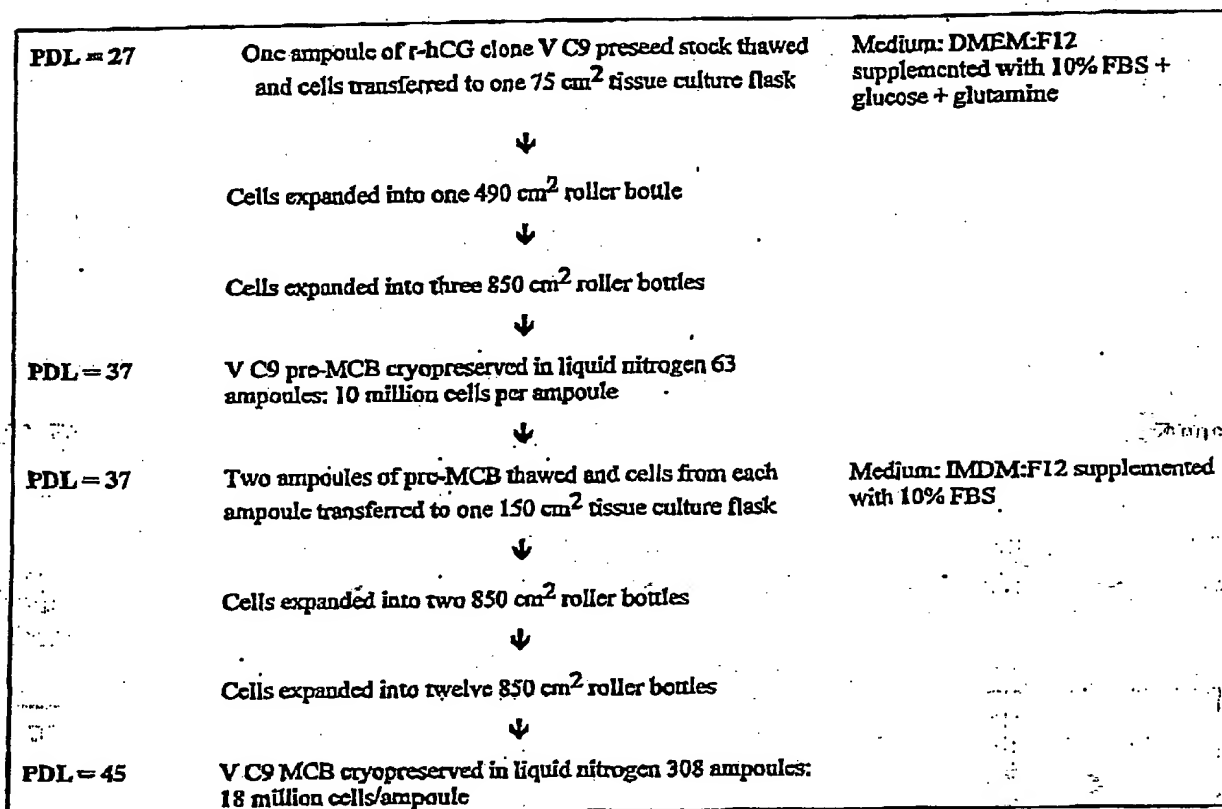 PDL = 27
One ampoule of r-hCG clone V C9 preseed stock thawed
and cells transferred to one 75 cm2 tissue culture flask
Medium: DMEM:F12
supplemented with 10% FBS +
glucose + glutamine
↓
Cells expanded into one 490 cm2 roller bottle
↓
Cells expanded into three 850 cm2 roller bottles
↓
PDL = 37
V C9 pre-MCB cryopreserved in liquid nitrogen 63
ampoules: 10 million cells per ampoule
↓
PDL = 37
Two ampoules of pre-MCB thawed and cells from each
ampoule transferred to one 150 cm2 tissue culture flask
Medium: IMDM:F12 supplemented
with 10% FBS
↓
Cells expanded into two 850 cm2 roller bottles
↓
Cells expanded into twelve 850 cm2 roller bottles
↓
PDL = 45
V C9 MCB cryopreserved in liquid nitrogen 308 ampoules:
18 million cells/ampoule